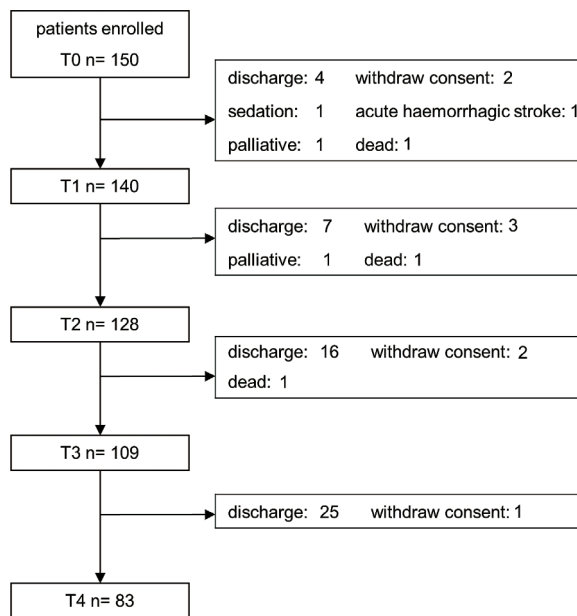 patients enrolled
T0 n= 150
discharge: 4 withdraw consent: 2
sedation: 1 acute haemorrhagic stroke: 1
palliative: 1 dead: 1
T1 n= 140
discharge: 7 withdraw consent: 3
palliative: 1 dead: 1
T2 n= 128
discharge: 16 withdraw consent: 2
dead: 1
T3 n= 109
discharge: 25 withdraw consent: 1
T4 n= 83